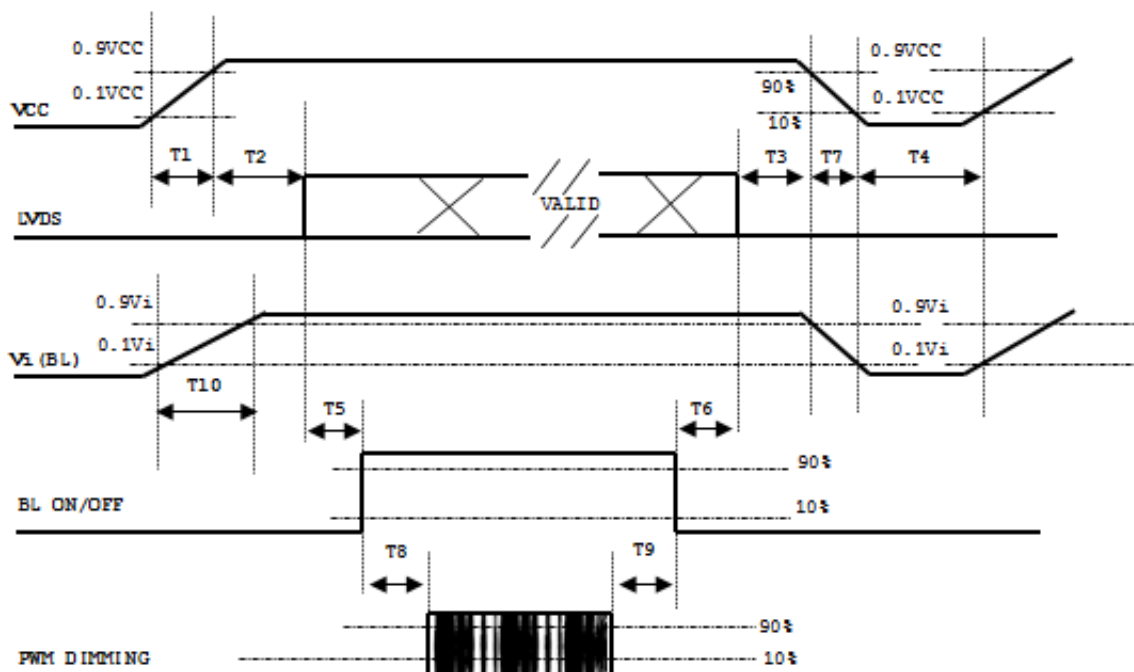 0.9VCC
0.9VCC
90%
0.1VCC
0.1VCC
VCC
10%
T1
T2
T3
T7
T4
VALID
LVDS
0.9Vi
0.9Vi
0.1Vi
0.1Vi
Vi(BL)
T10
T5
T6
90%
BL ON/OFF
10%
T8
T9
90%
PWM DIMMING
10%